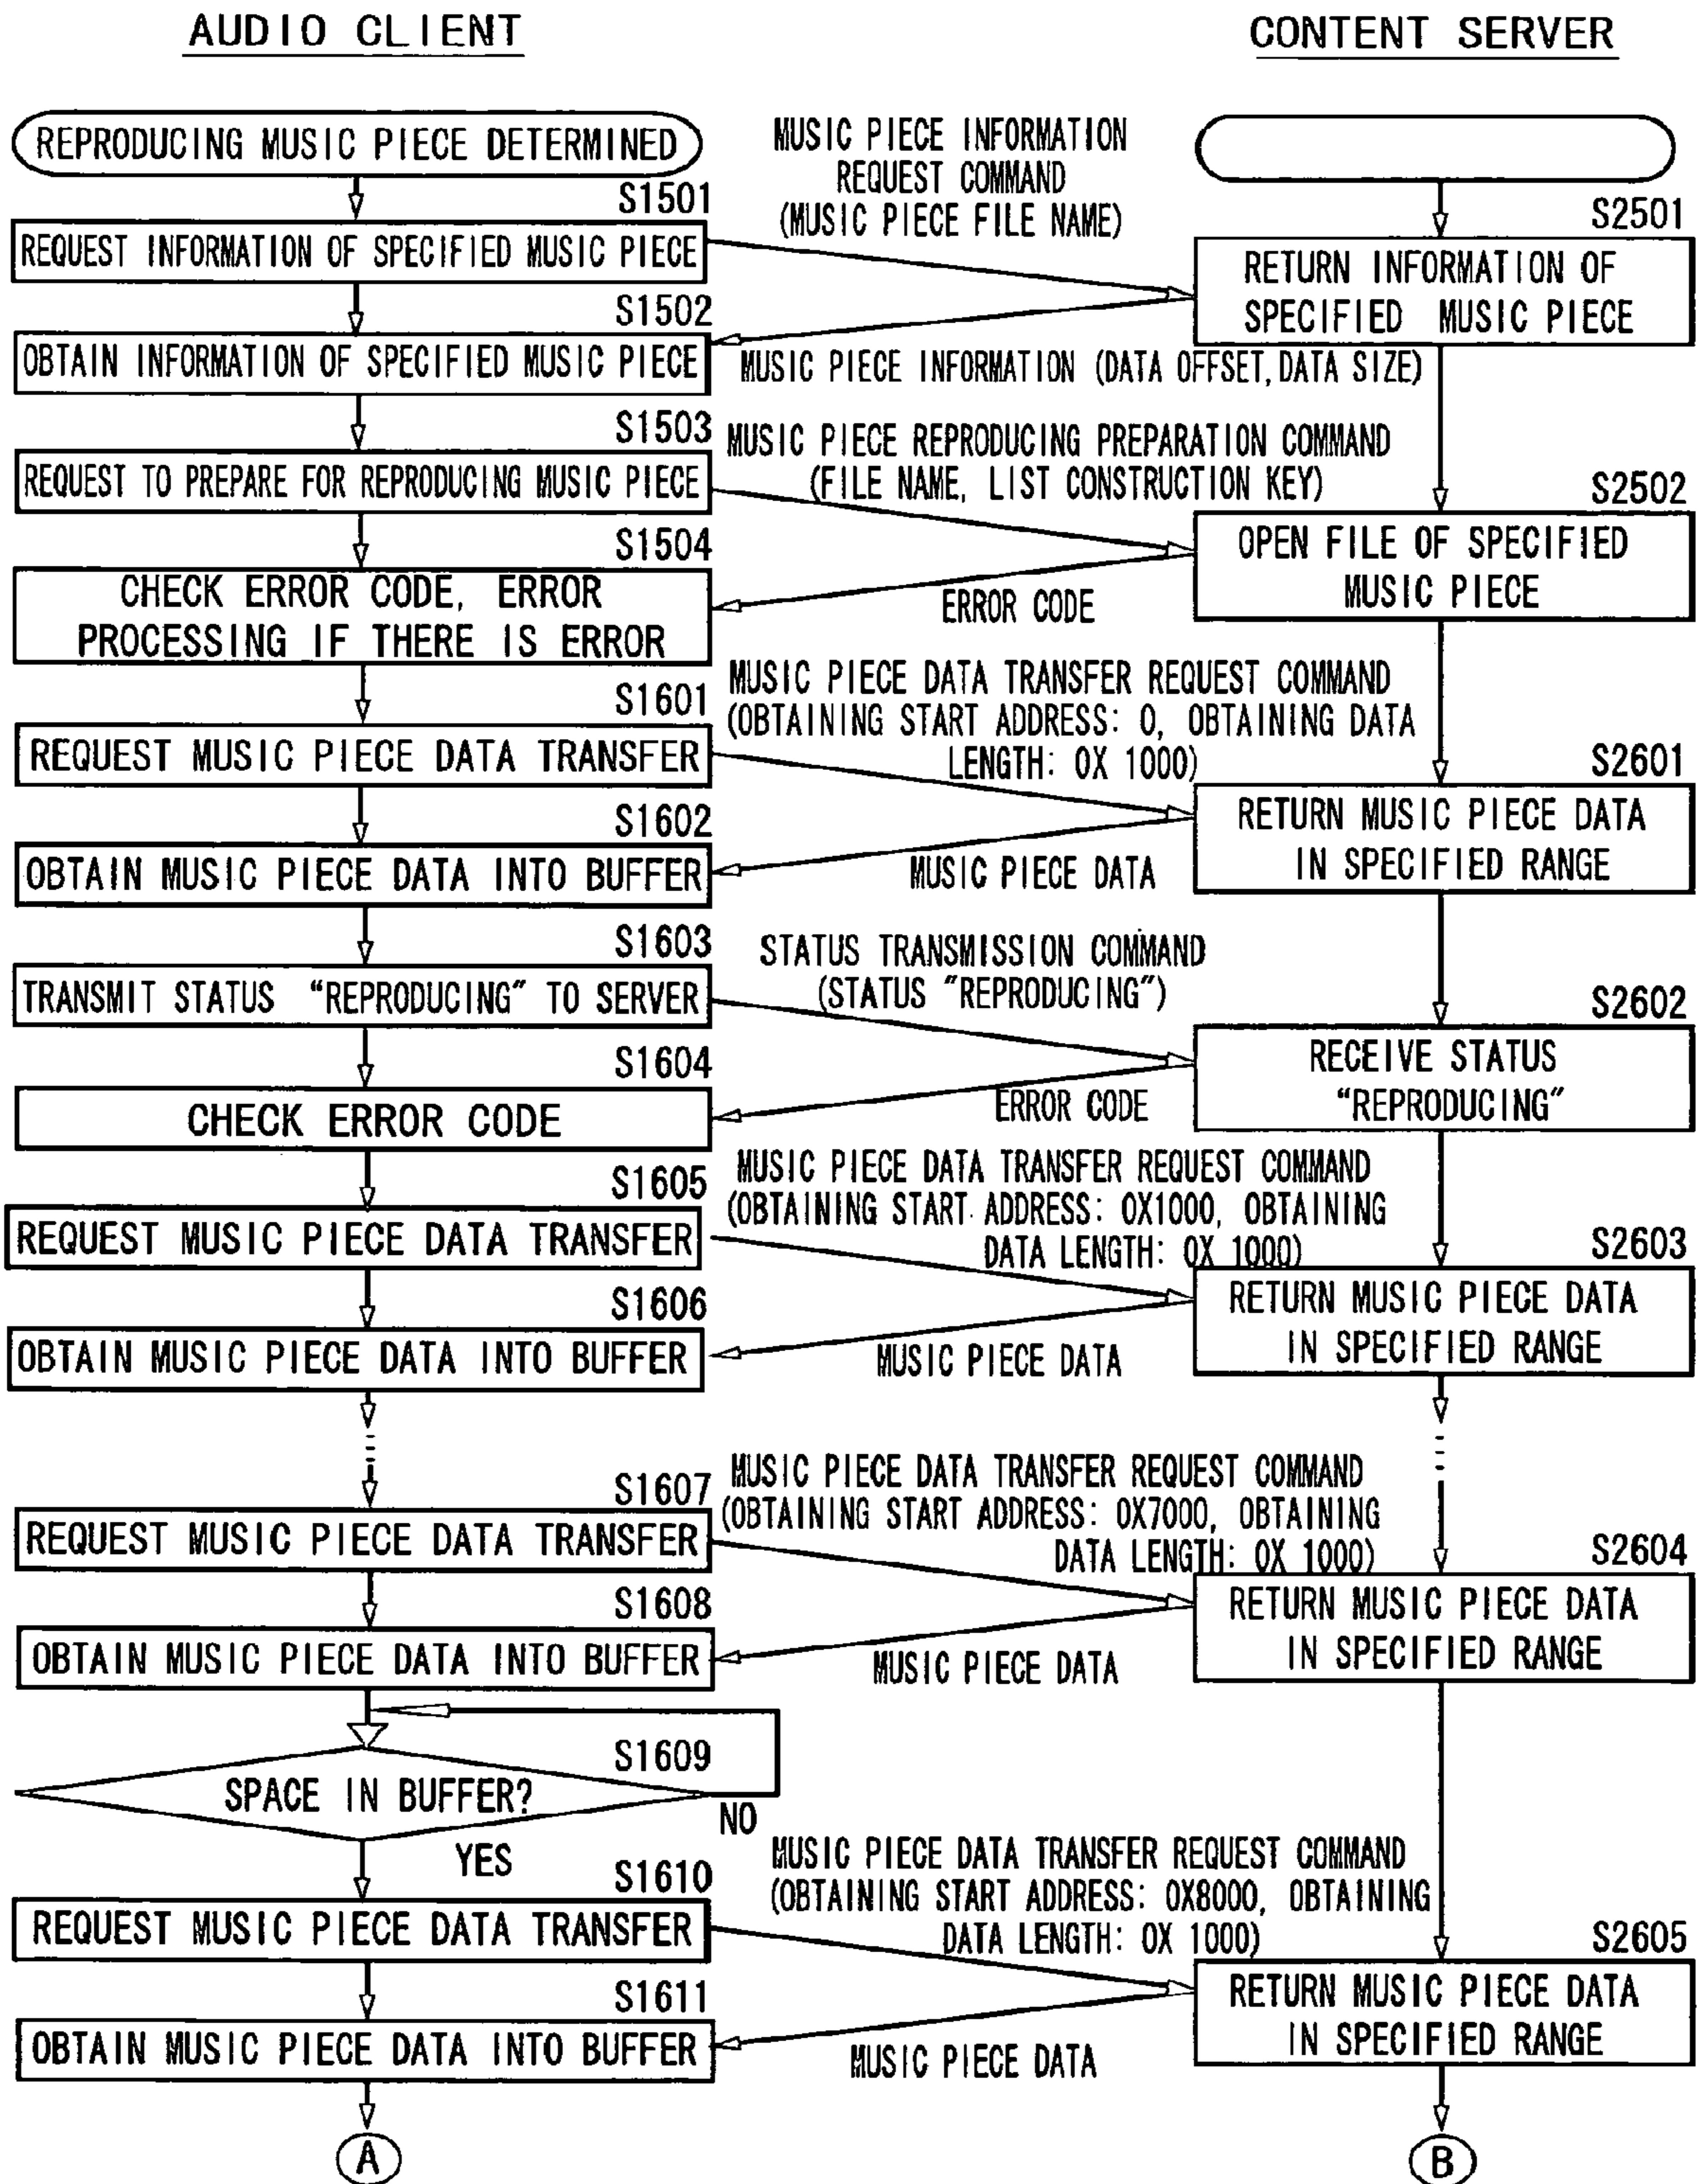 AUDIO CLIENT
CONTENT SERVER
REPRODUCING MUSIC PIECE DETERMINED
MUSIC PIECE INFORMATION
REQUEST COMMAND
(MUSIC PIECE FILE NAME)
S1501
REQUEST INFORMATION OF SPECIFIED MUSIC PIECE
S2501
RETURN INFORMATION OF
SPECIFIED MUSIC PIECE
S1502
OBTAIN INFORMATION OF SPECIFIED MUSIC PIECE
MUSIC PIECE INFORMATION (DATA OFFSET, DATA SIZE)
S1503
REQUEST TO PREPARE FOR REPRODUCING MUSIC PIECE
MUSIC PIECE REPRODUCING PREPARATION COMMAND
(FILE NAME, LIST CONSTRUCTION KEY)
S2502
OPEN FILE OF SPECIFIED
MUSIC PIECE
S1504
CHECK ERROR CODE, ERROR
PROCESSING IF THERE IS ERROR
ERROR CODE
S1601
REQUEST MUSIC PIECE DATA TRANSFER
MUSIC PIECE DATA TRANSFER REQUEST COMMAND
(OBTAINING START ADDRESS: 0, OBTAINING DATA
LENGTH: 0X 1000)
S2601
RETURN MUSIC PIECE DATA
IN SPECIFIED RANGE
S1602
OBTAIN MUSIC PIECE DATA INTO BUFFER
MUSIC PIECE DATA
S1603
TRANSMIT STATUS "REPRODUCING" TO SERVER
STATUS TRANSMISSION COMMAND
(STATUS "REPRODUCING")
S2602
RECEIVE STATUS
"REPRODUCING"
S1604
CHECK ERROR CODE
ERROR CODE
S1605
REQUEST MUSIC PIECE DATA TRANSFER
MUSIC PIECE DATA TRANSFER REQUEST COMMAND
(OBTAINING START ADDRESS: 0X1000, OBTAINING
DATA LENGTH: 0X 1000)
S2603
RETURN MUSIC PIECE DATA
IN SPECIFIED RANGE
S1606
OBTAIN MUSIC PIECE DATA INTO BUFFER
MUSIC PIECE DATA
S1607
REQUEST MUSIC PIECE DATA TRANSFER
MUSIC PIECE DATA TRANSFER REQUEST COMMAND
(OBTAINING START ADDRESS: 0X7000, OBTAINING
DATA LENGTH: 0X 1000)
S2604
RETURN MUSIC PIECE DATA
IN SPECIFIED RANGE
S1608
OBTAIN MUSIC PIECE DATA INTO BUFFER
MUSIC PIECE DATA
S1609
SPACE IN BUFFER?
NO
YES
S1610
REQUEST MUSIC PIECE DATA TRANSFER
MUSIC PIECE DATA TRANSFER REQUEST COMMAND
(OBTAINING START ADDRESS: 0X8000, OBTAINING
DATA LENGTH: 0X 1000)
S2605
RETURN MUSIC PIECE DATA
IN SPECIFIED RANGE
S1611
OBTAIN MUSIC PIECE DATA INTO BUFFER
MUSIC PIECE DATA
A
B